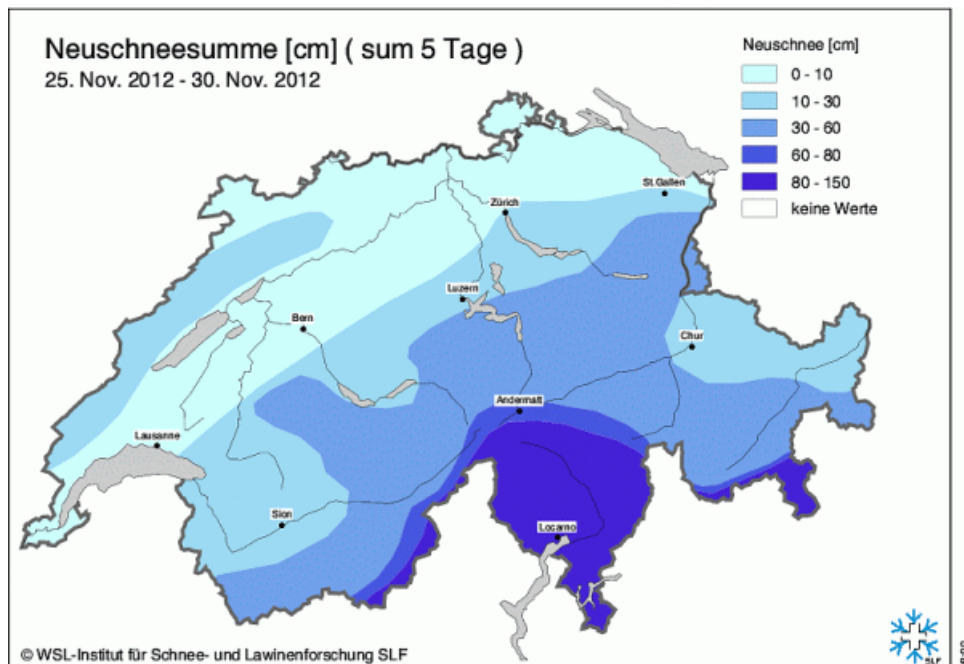 Neuschneesumme [cm] ( sum 5 Tage )
25. Nov. 2012 - 30. Nov. 2012
Neuschnee [cm]
0 - 10
10 - 30
30 - 60
60 - 80
80 - 150
keine Werte
St.Gallen
Zürich
Luzern
Bern
Chur
Andermatt
Lausanne
Sion
Locarno
© WSL-Institut für Schnee- und Lawinenforschung SLF
SLF